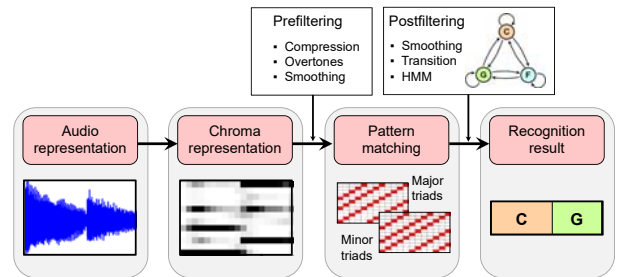 Prefiltering
▪ Compression
▪ Overtones
▪ Smoothing
Postfiltering
▪ Smoothing
▪ Transition
▪ HMM
C
G
F
Audio
representation
Chroma
representation
Pattern
matching
Recognition
result
Major
triads
Minor
triads
C
G